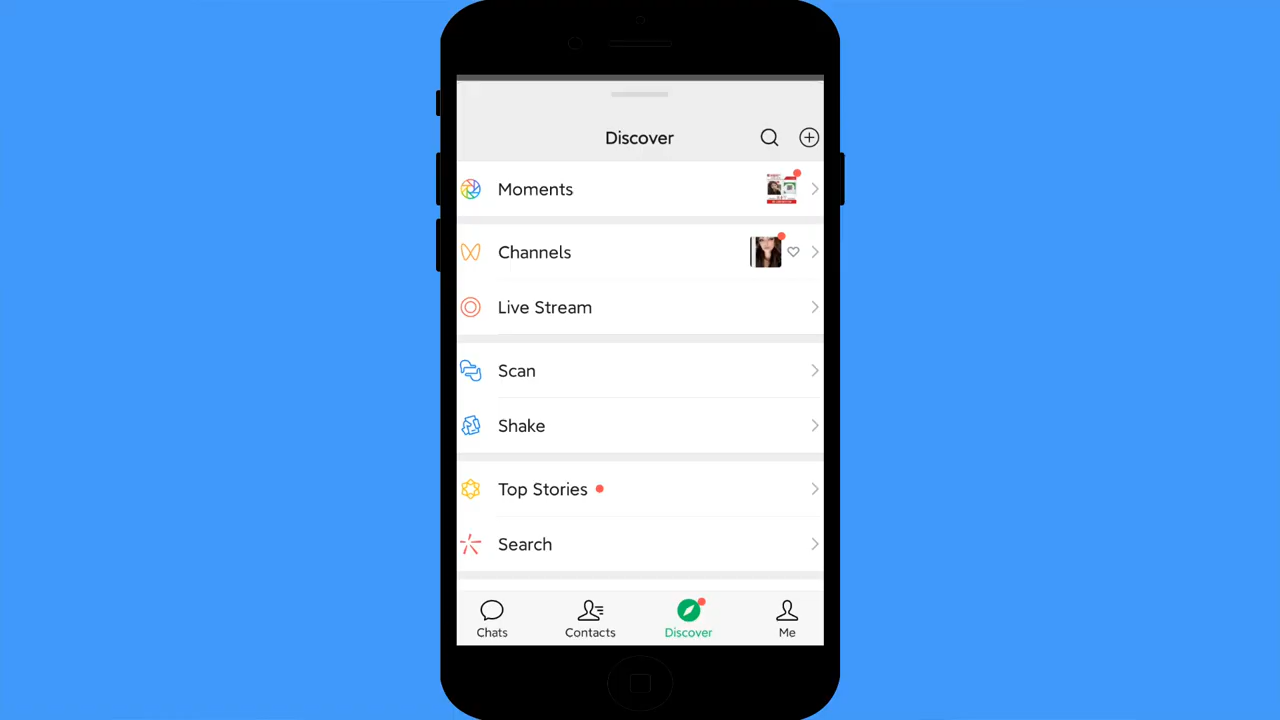 Discover
Moments
Channels
Live Stream
Scan
Shake
Top Stories
Search
Chats
Contacts
Discover
Me